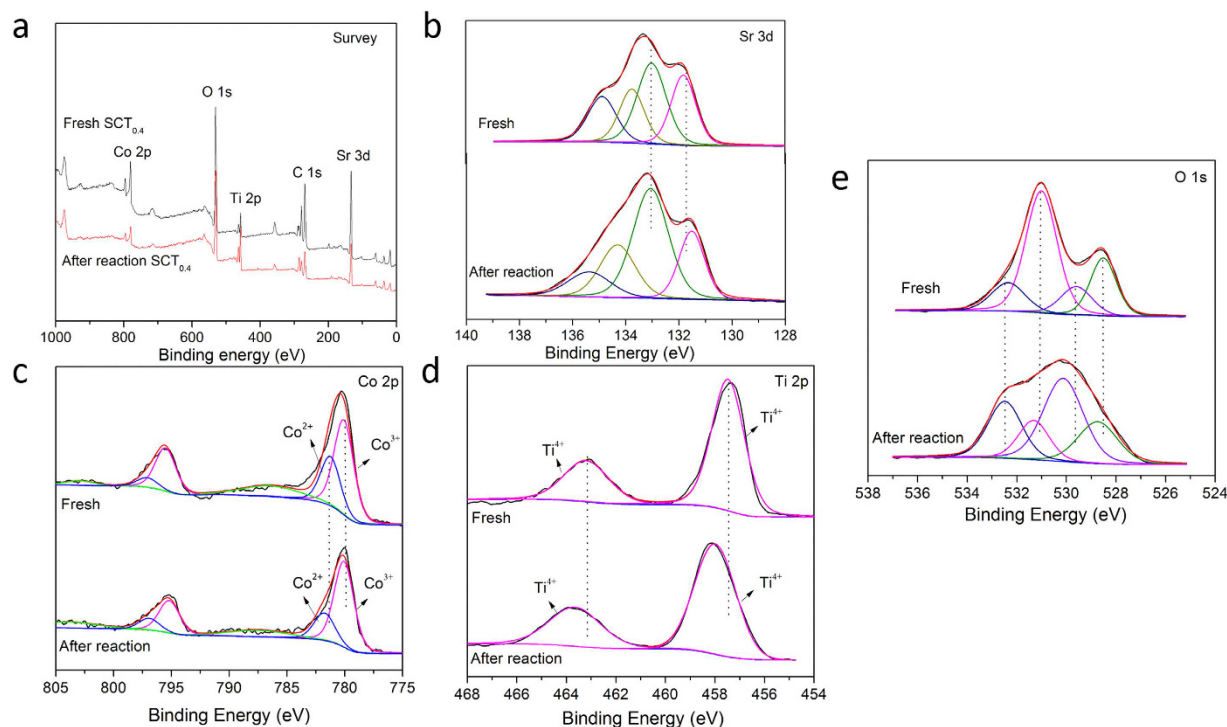 a
Survey
O 1s
Fresh SCT0.4
Co 2p
Ti 2p
C 1s
Sr 3d
After reaction SCT0.4
1000 800 600 400 200 0
Binding energy (eV)
b
Sr 3d
Fresh
After reaction
140 138 136 134 132 130 128
Binding Energy (eV)
c
Co 2p
Co2+
Co3+
Fresh
Co2+
Co3+
After reaction
805 800 795 790 785 780 775
Binding Energy (eV)
d
Ti 2p
Ti4+
Ti4+
Fresh
Ti4+
Ti4+
After reaction
468 466 464 462 460 458 456 454
Binding Energy (eV)
e
O 1s
Fresh
After reaction
538 536 534 532 530 528 526 524
Binding Energy (eV)